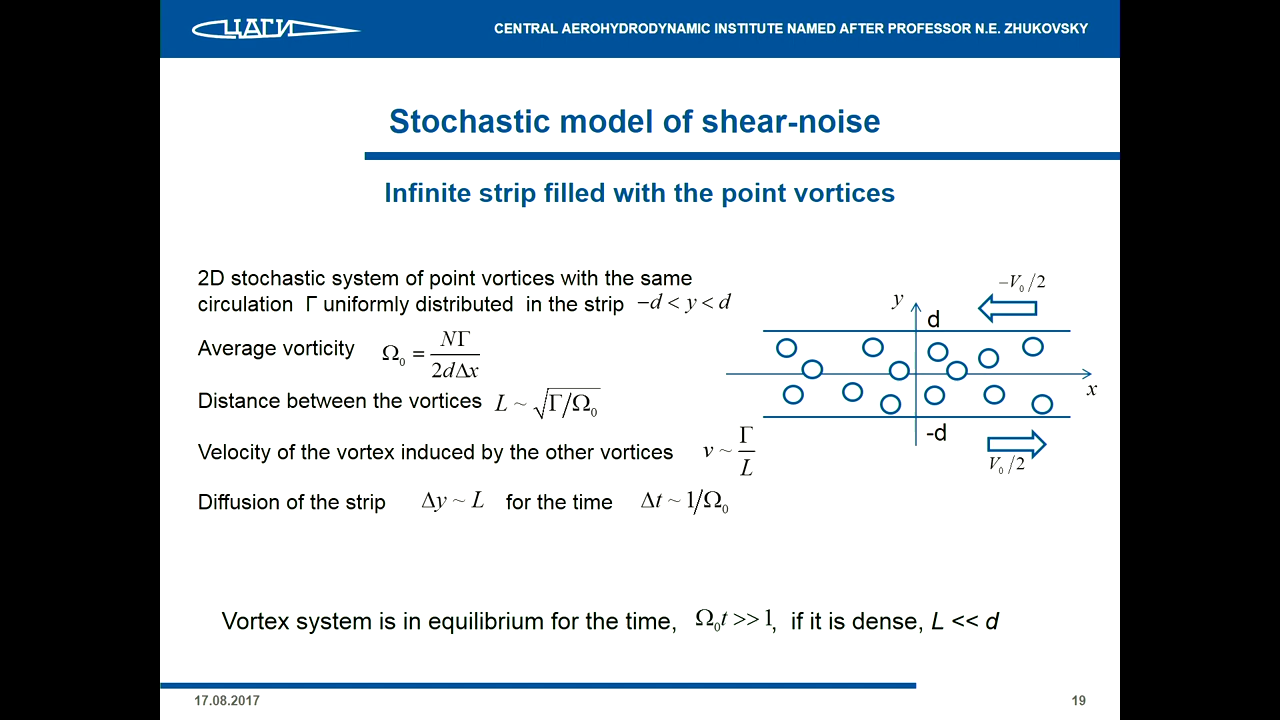 ЦАГИ
CENTRAL AEROHYDRODYNAMIC INSTITUTE NAMED AFTER PROFESSOR N.E. ZHUKOVSKY
Stochastic model of shear-noise
Infinite strip filled with the point vortices
2D stochastic system of point vortices with the same
circulation Γ uniformly distributed in the strip −d < y < d
Average vorticity Ω₀ = NΓ / 2dΔx
Distance between the vortices L ~ √(Γ/Ω₀)
Velocity of the vortex induced by the other vortices v ~ Γ / L
Diffusion of the strip Δy ~ L for the time Δt ~ 1/Ω₀
−V₀/2
y
d
x
-d
V₀/2
Vortex system is in equilibrium for the time, Ω₀t >> 1, if it is dense, L << d
17.08.2017
19